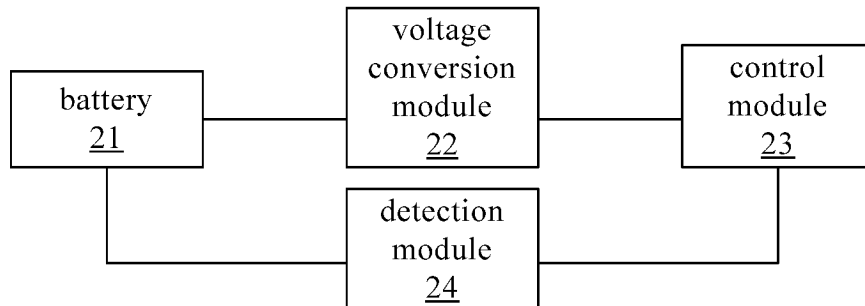 battery
21
voltage
conversion
module
22
control
module
23
detection
module
24